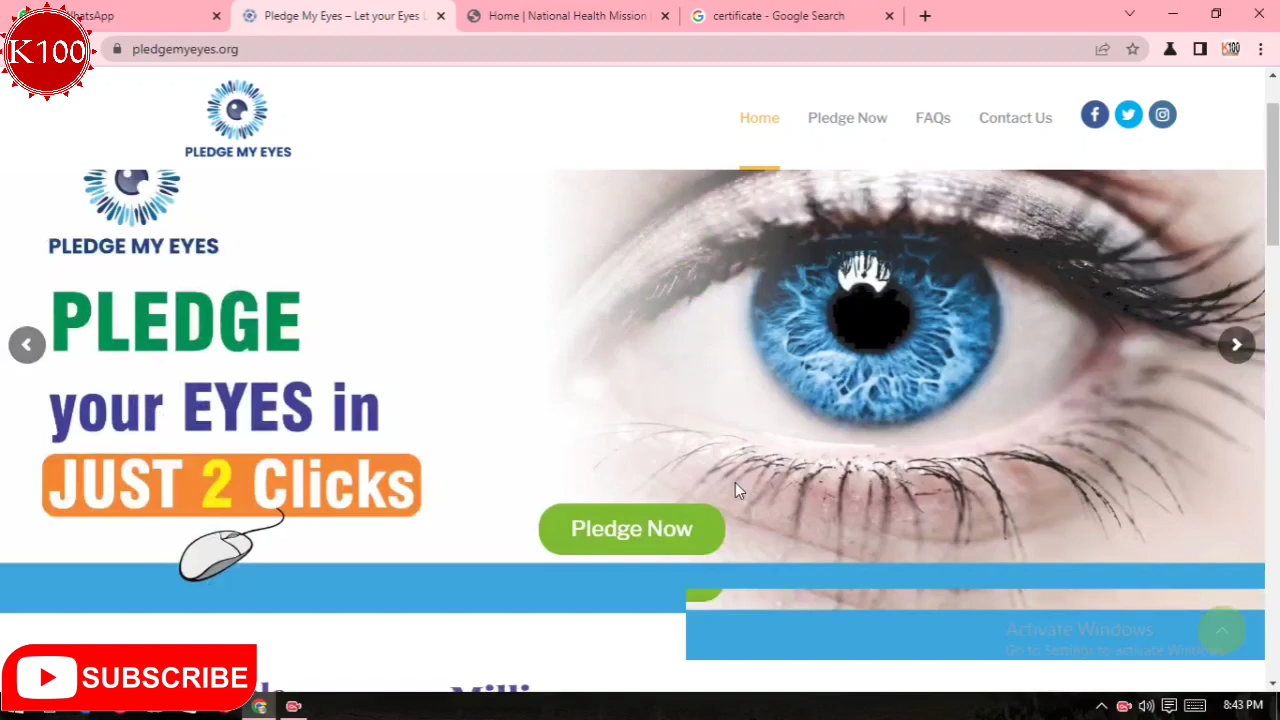 WhatsApp
Pledge My Eyes – Let your Eyes L
Home | National Health Mission
certificate - Google Search
K100
pledgemyeyes.org
K100
PLEDGE MY EYES
Home
Pledge Now
FAQs
Contact Us
PLEDGE MY EYES
PLEDGE
your EYES in
JUST 2 Clicks
Pledge Now
Activate Windows
Go to Settings to activate Windows.
SUBSCRIBE
8:43 PM